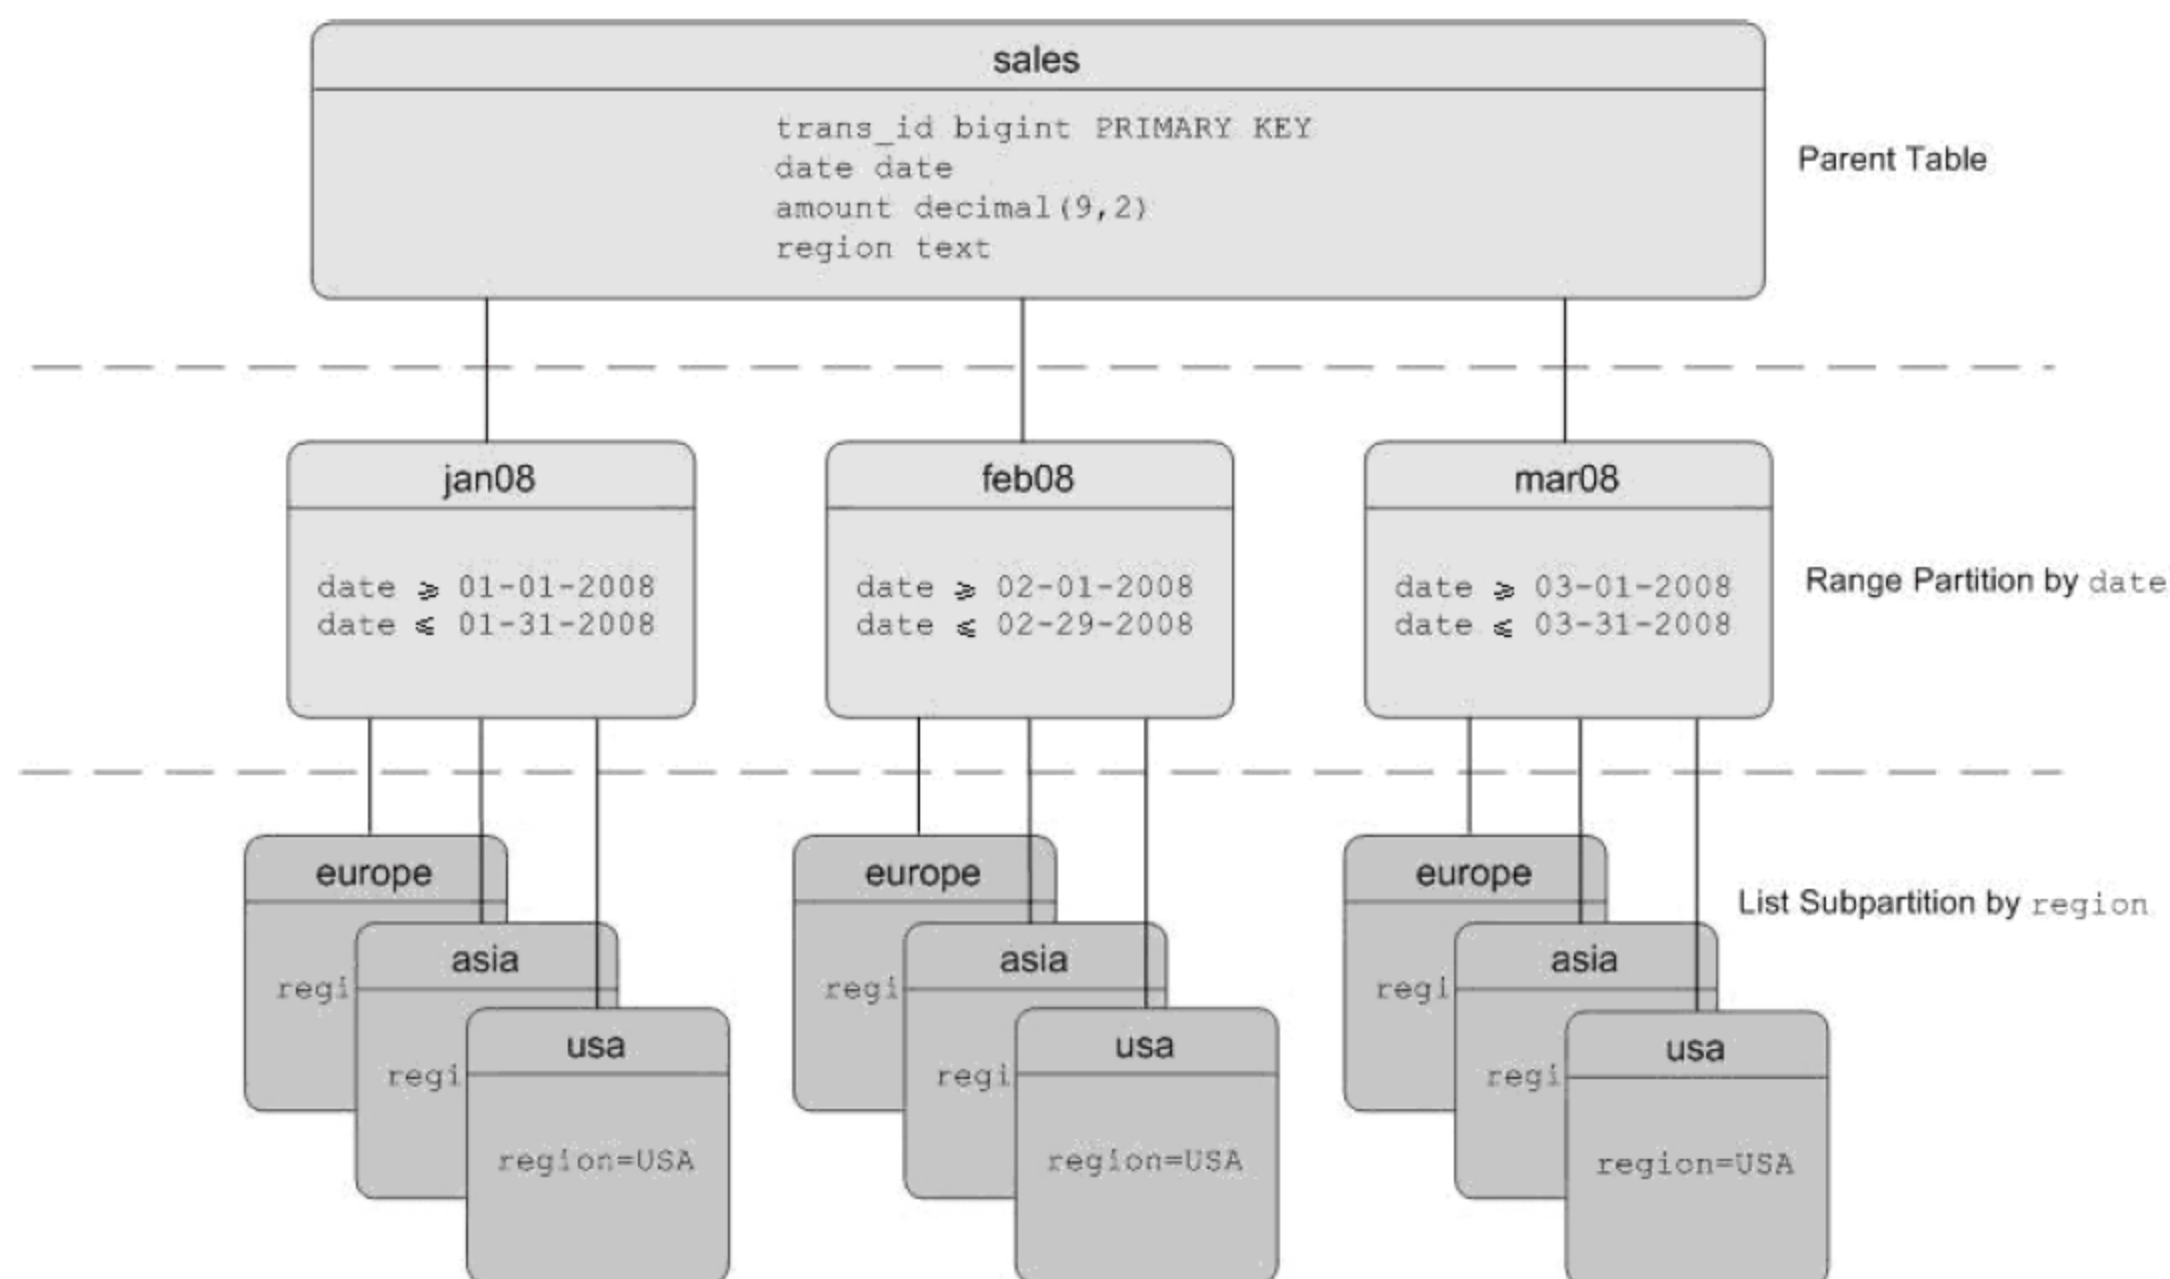 sales
trans_id bigint PRIMARY KEY
date date
amount decimal(9,2)
region text
Parent Table
jan08
date ⩾ 01-01-2008
date ⩽ 01-31-2008
feb08
date ⩾ 02-01-2008
date ⩽ 02-29-2008
mar08
date ⩾ 03-01-2008
date ⩽ 03-31-2008
Range Partition by date
europe
regi
asia
regi
usa
region=USA
europe
regi
asia
regi
usa
region=USA
europe
regi
asia
regi
usa
region=USA
List Subpartition by region